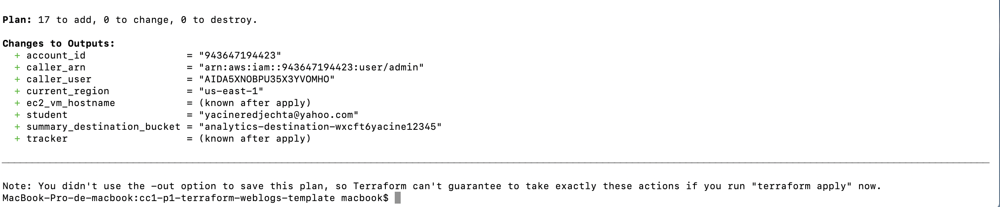 Plan: 17 to add, 0 to change, 0 to destroy.
Changes to Outputs:
+ account_id = "943647194423"
+ caller_arn = "arn:aws:iam::943647194423:user/admin"
+ caller_user = "AIDA5XNOBPU35X3YVOMHO"
+ current_region = "us-east-1"
+ ec2_vm_hostname = (known after apply)
+ student = "yacineredjechta@yahoo.com"
+ summary_destination_bucket = "analytics-destination-wxcft6yacine12345"
+ tracker = (known after apply)
Note: You didn't use the -out option to save this plan, so Terraform can't guarantee to take exactly these actions if you run "terraform apply" now.
MacBook-Pro-de-macbook:cc1-p1-terraform-weblogs-template macbook$